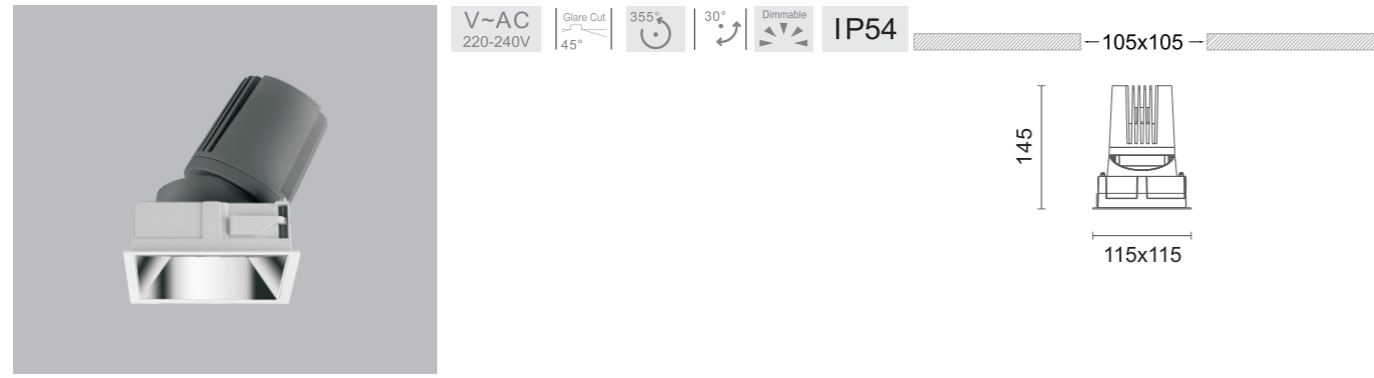 V~AC
220-240V
Glare Cut
45°
355°
30°
Dimmable
IP54
105x105
145
115x115